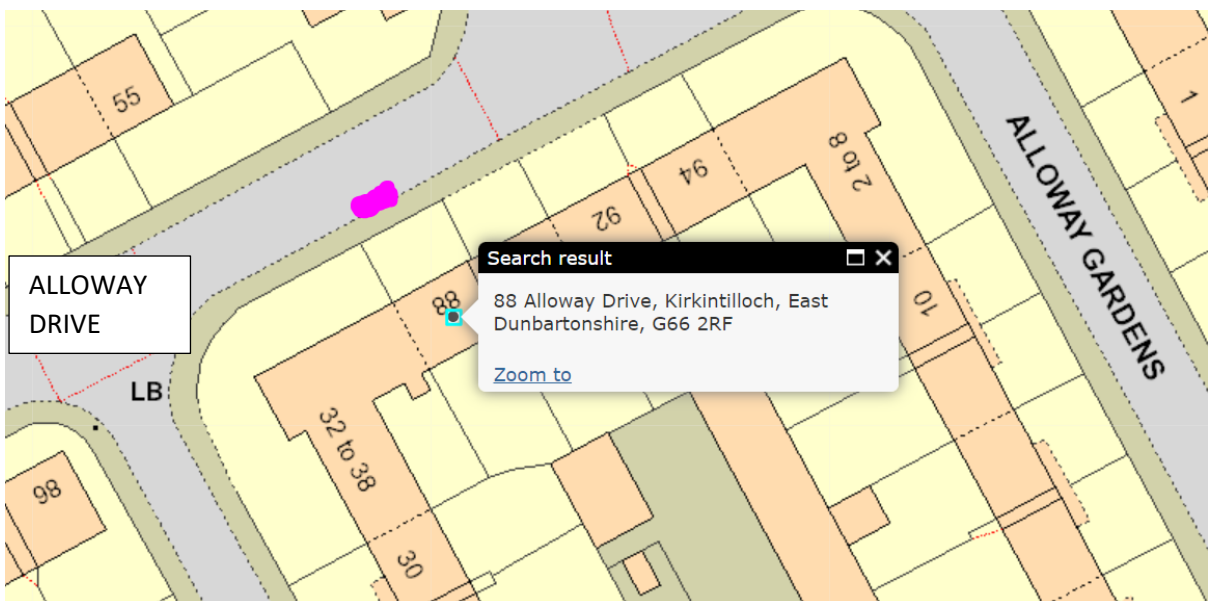 55
1
2 to 8
94
92
Search result
88 Alloway Drive, Kirkintilloch, East
Dunbartonshire, G66 2RF
Zoom to
ALLOWAY
DRIVE
88
10
ALLOWAY GARDENS
LB
32 to 38
98
30